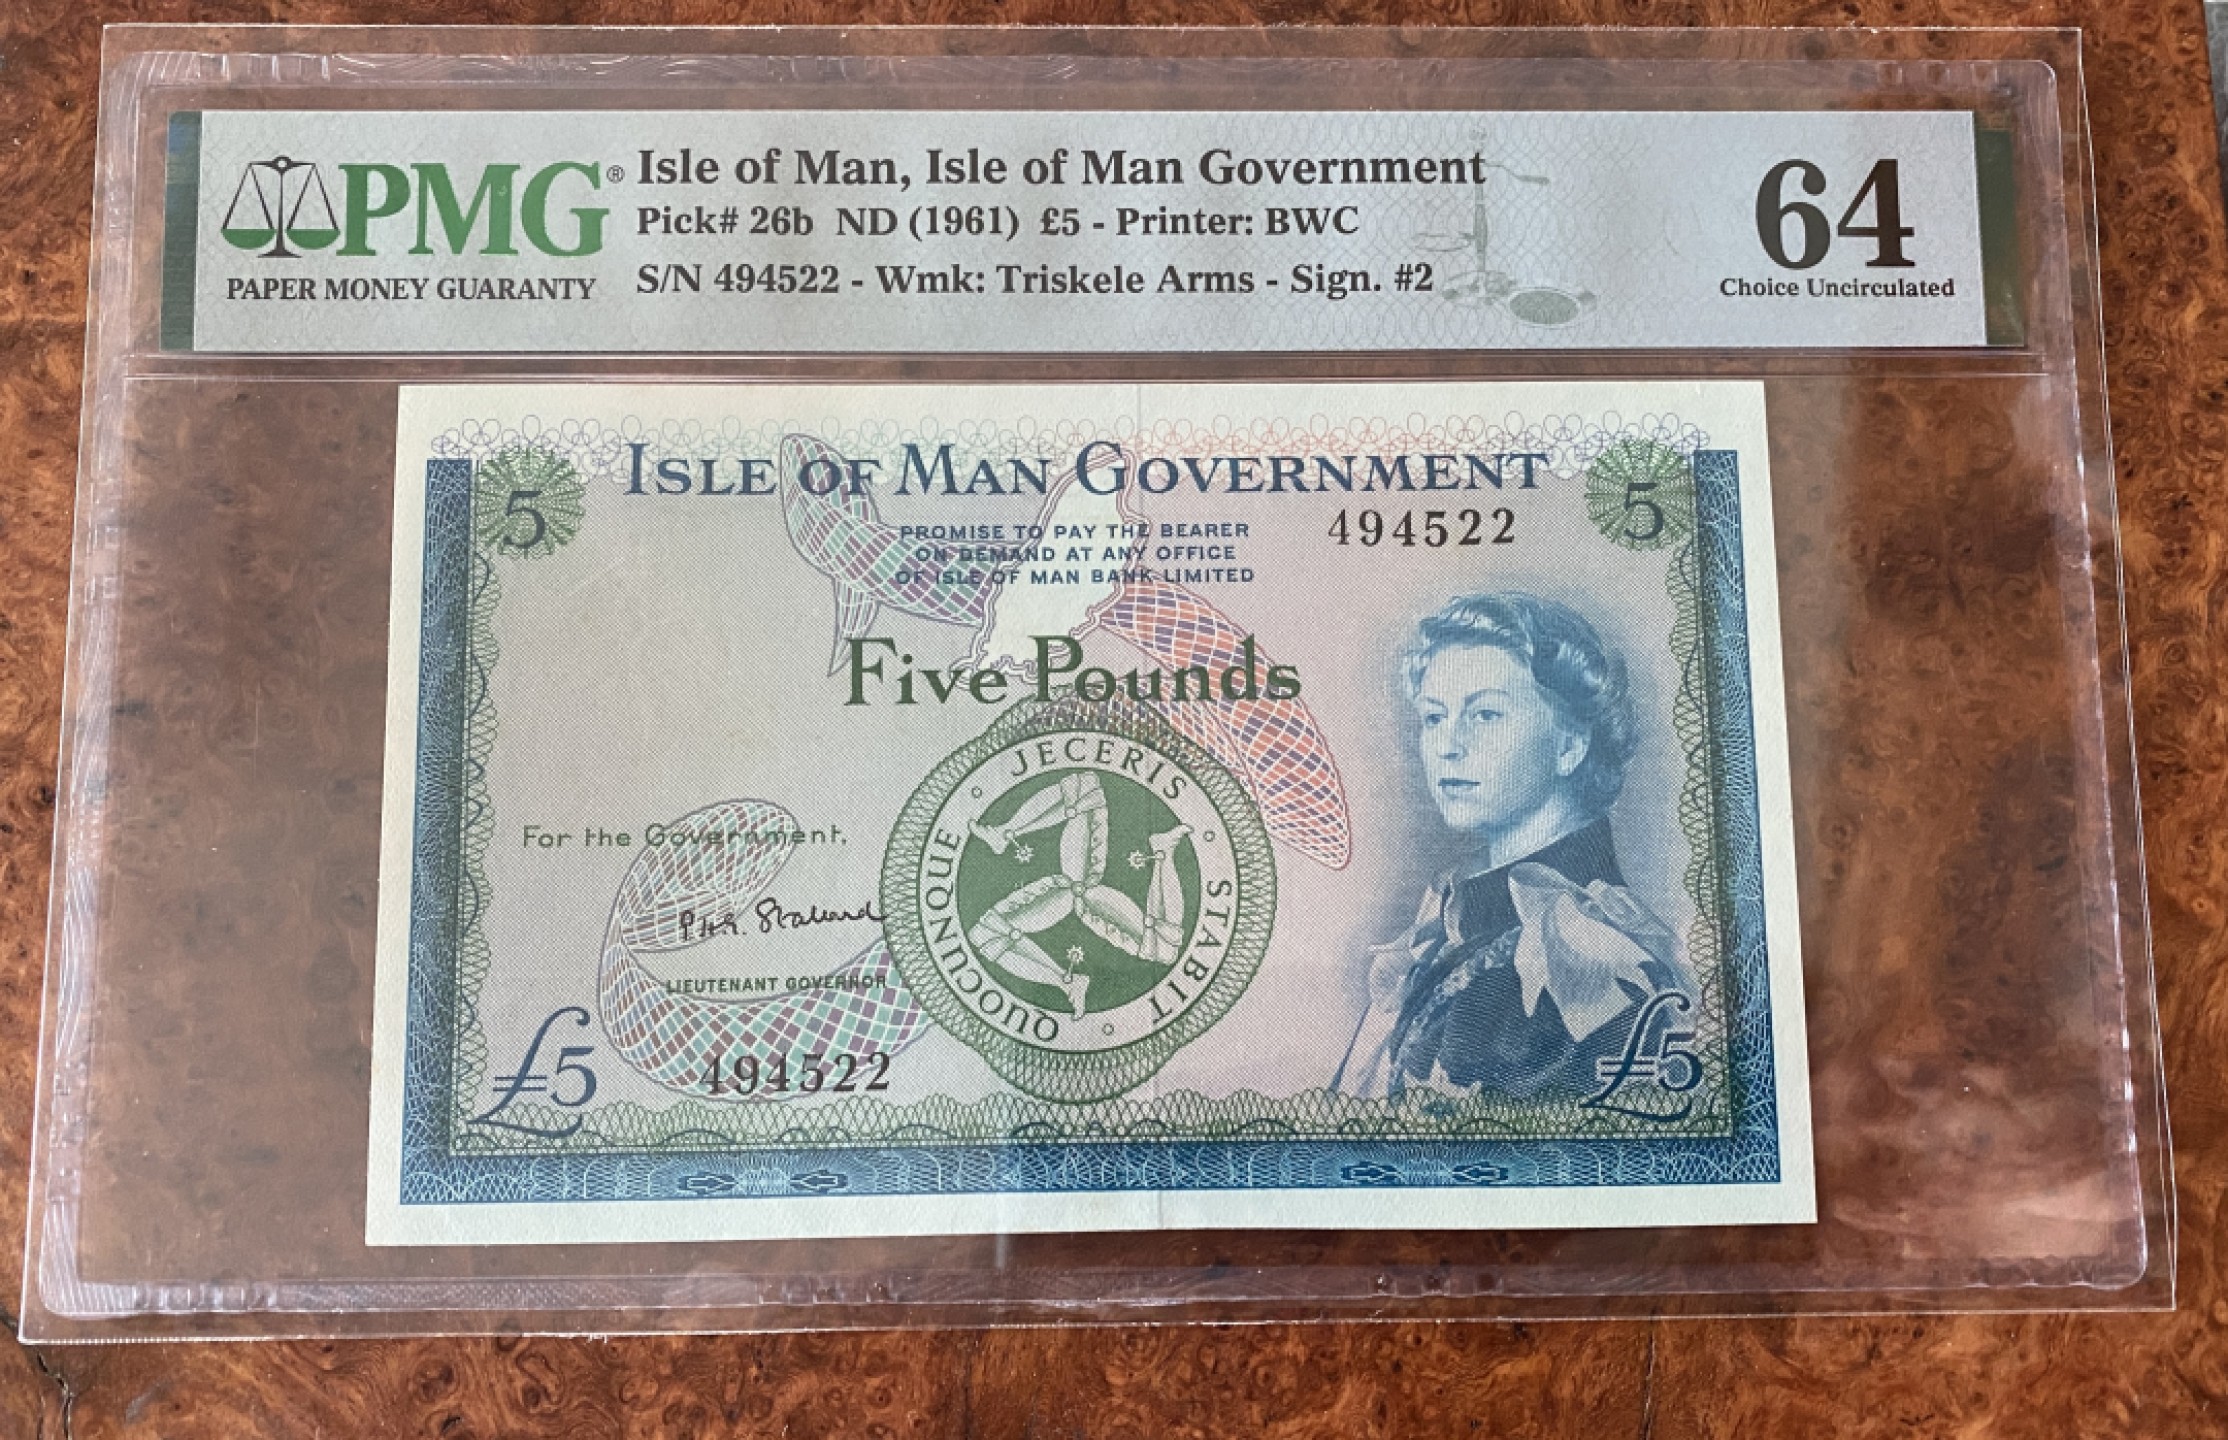 PMG®
PAPER MONEY GUARANTY
Isle of Man, Isle of Man Government
Pick# 26b ND (1961) £5 - Printer: BWC
S/N 494522 - Wmk: Triskele Arms - Sign. #2
64
Choice Uncirculated
5
ISLE OF MAN GOVERNMENT
5
PROMISE TO PAY THE BEARER
ON DEMAND AT ANY OFFICE
OF ISLE OF MAN BANK LIMITED
494522
Five Pounds
QUOCUNQUE JECERIS STABIT
For the Government,
P.H.G. Stallard
LIEUTENANT GOVERNOR
£5
494522
£5